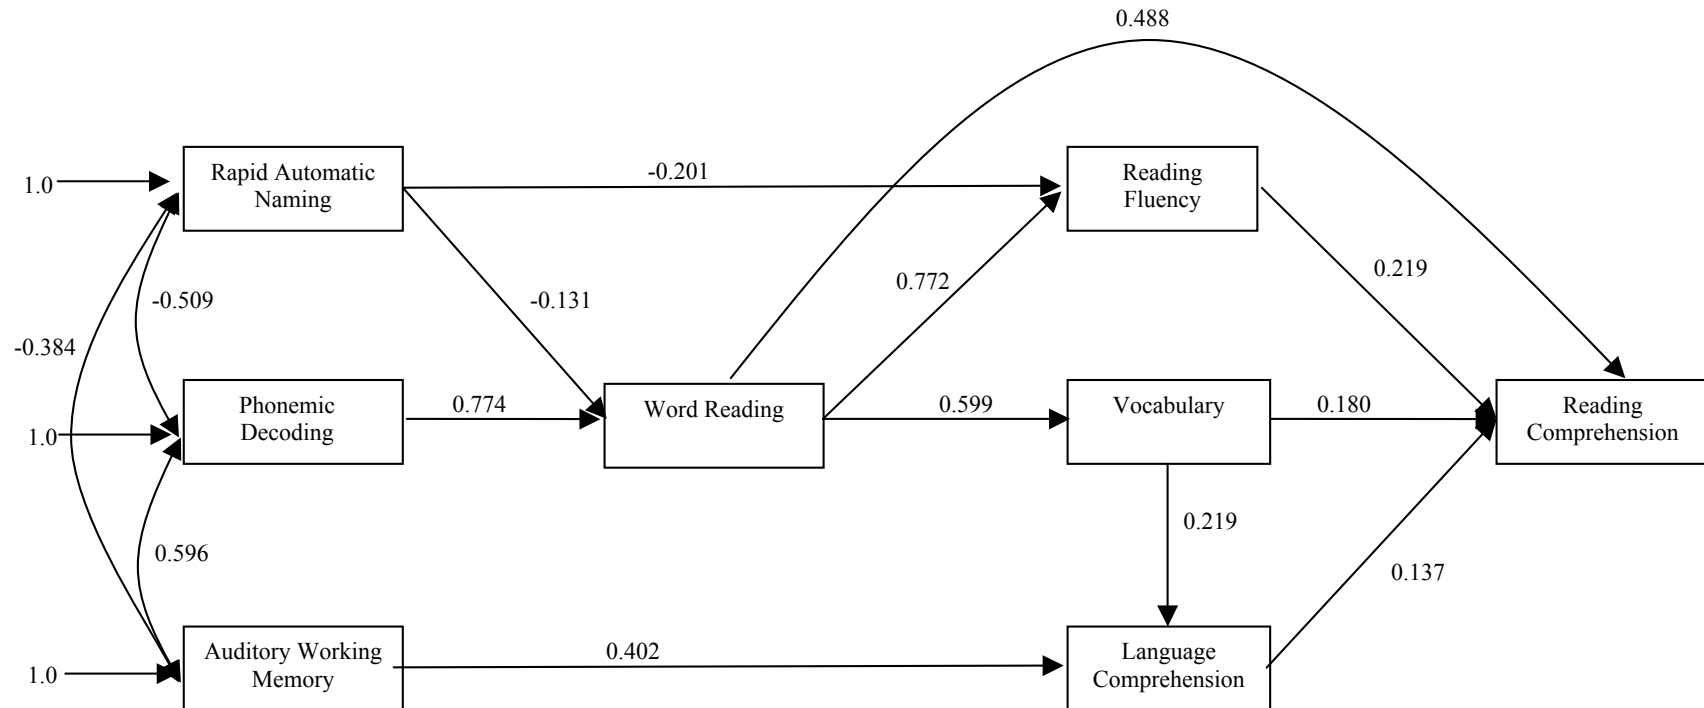 0.488
Rapid Automatic
Naming
1.0
-0.201
Reading
Fluency
-0.509
-0.131
0.772
0.219
-0.384
Phonemic
Decoding
1.0
0.774
Word Reading
0.599
Vocabulary
0.180
Reading
Comprehension
0.596
0.219
0.137
Auditory Working
Memory
1.0
0.402
Language
Comprehension